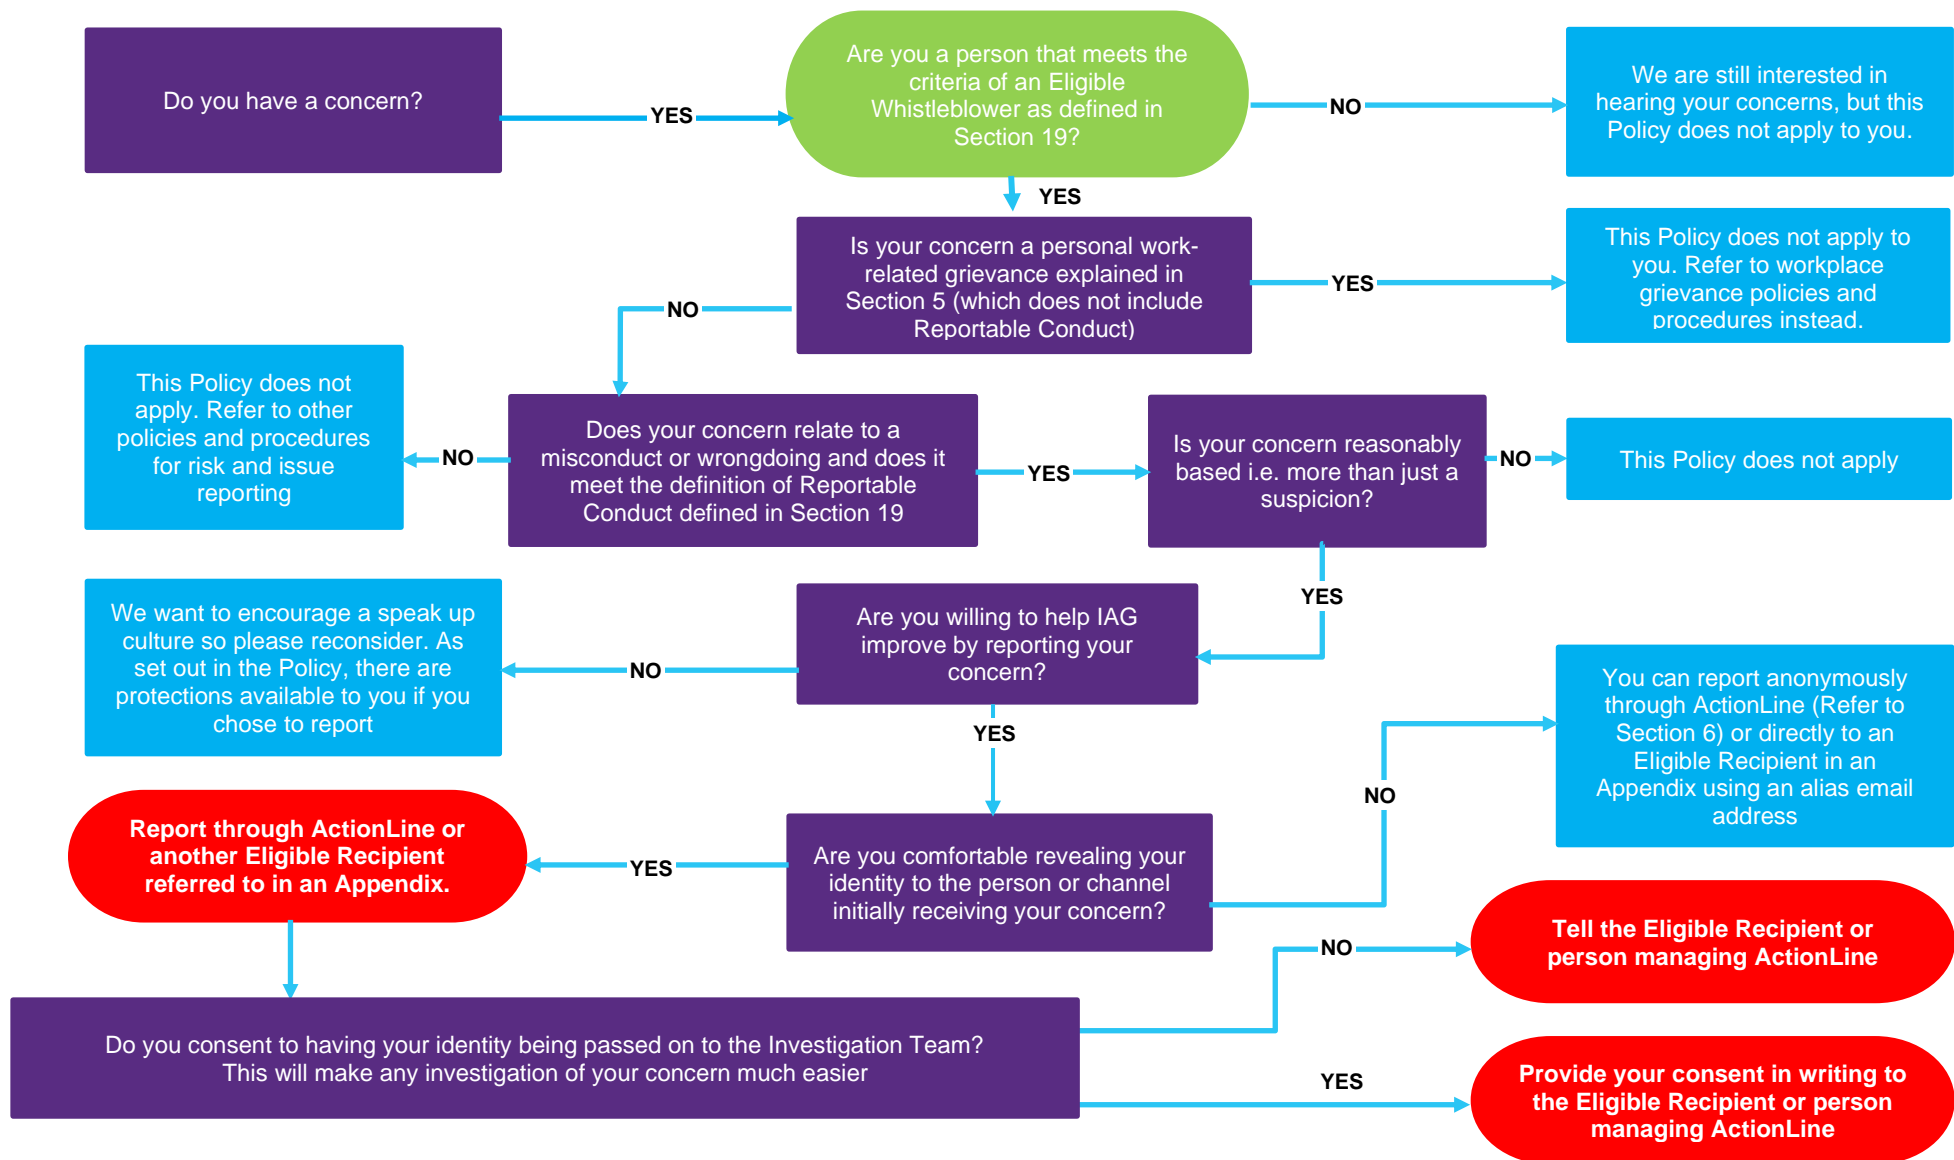 Do you have a concern?
YES
Are you a person that meets the
criteria of an Eligible
Whistleblower as defined in
Section 19?
NO
We are still interested in
hearing your concerns, but this
Policy does not apply to you.
YES
Is your concern a personal work-
related grievance explained in
Section 5 (which does not include
Reportable Conduct)
YES
This Policy does not apply to
you. Refer to workplace
grievance policies and
procedures instead.
NO
Does your concern relate to a
misconduct or wrongdoing and does it
meet the definition of Reportable
Conduct defined in Section 19
NO
This Policy does not
apply. Refer to other
policies and procedures
for risk and issue
reporting
YES
Is your concern reasonably
based i.e. more than just a
suspicion?
NO
This Policy does not apply
YES
Are you willing to help IAG
improve by reporting your
concern?
NO
We want to encourage a speak up
culture so please reconsider. As
set out in the Policy, there are
protections available to you if you
chose to report
YES
Are you comfortable revealing your
identity to the person or channel
initially receiving your concern?
NO
You can report anonymously
through ActionLine (Refer to
Section 6) or directly to an
Eligible Recipient in an
Appendix using an alias email
address
YES
Report through ActionLine or
another Eligible Recipient
referred to in an Appendix.
Do you consent to having your identity being passed on to the Investigation Team?
This will make any investigation of your concern much easier
NO
Tell the Eligible Recipient or
person managing ActionLine
YES
Provide your consent in writing to
the Eligible Recipient or person
managing ActionLine